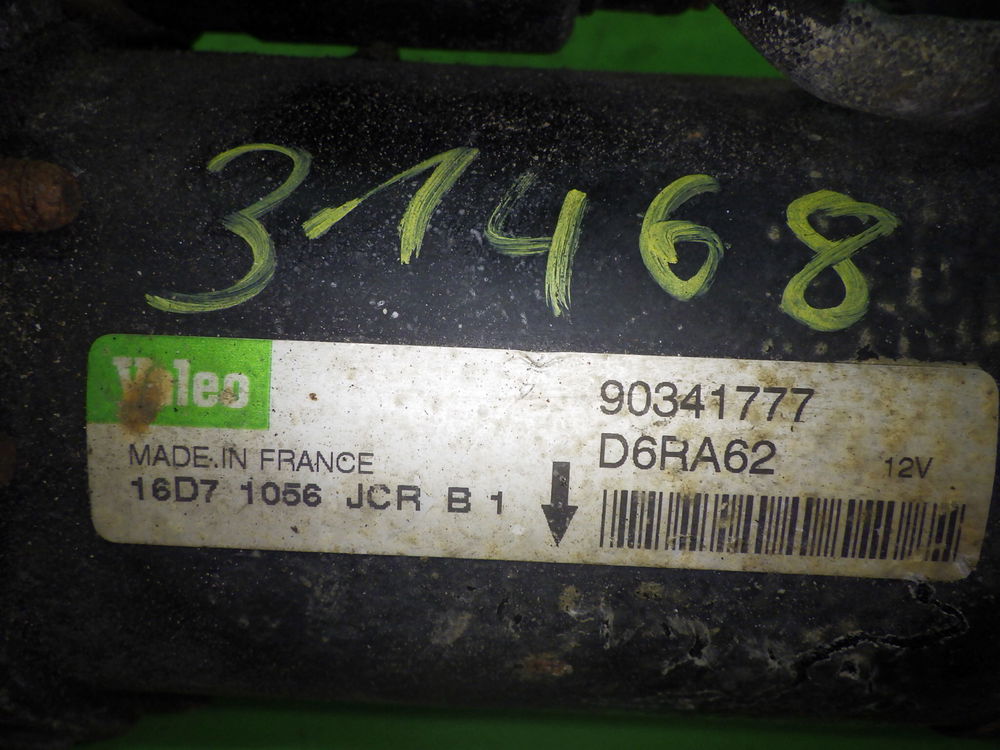 31468
Valeo
90341777
D6RA62
12V
MADE IN FRANCE
16D7 1056 JCR B 1